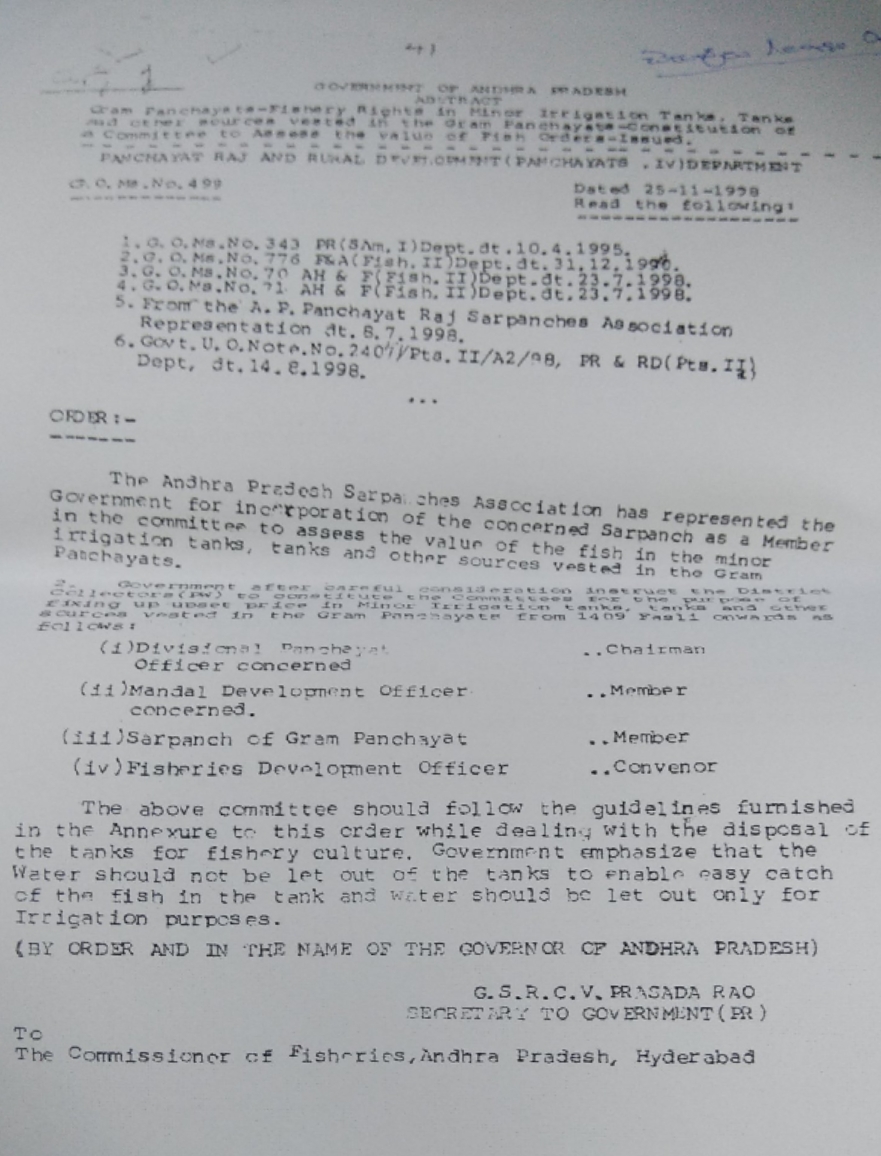 GOVERNMENT OF ANDHRA PRADESH
ABSTRACT
Gram Panchayats-Fishery Rights in Minor Irrigation Tanks, Tanks
and other sources vested in the Gram Panchayats-Constitution of
a Committee to Assess the value of Fish Orders-Issued.
PANCHAYAT RAJ AND RURAL DEVELOPMENT(PANCHAYATS .IV)DEPARTMENT
G.O.Ms.No.499
Dated 25-11-1998
Read the following:
1.G.O.Ms.No.343 PR(SAm.I)Dept.dt.10.4.1995.
2.G.O.Ms.No.776 F&A(Fish.II)Dept.dt.31.12.1990.
3.G.O.Ms.No.70 AH & F(Fish.II)Dept.dt.23.7.1998.
4.G.O.Ms.No.71 AH & F(Fish.II)Dept.dt.23.7.1998.
5.From the A.P.Panchayat Raj Sarpanches Association
Representation dt.8.7.1998.
6.Govt.U.O.Note.No.2407/Pts.II/A2/98, PR & RD(Pts.II)
Dept, dt.14.8.1998.
...
ORDER:-
The Andhra Pradesh Sarpanches Association has represented the
Government for incorporation of the concerned Sarpanch as a Member
in the committee to assess the value of the fish in the minor
irrigation tanks, tanks and other sources vested in the Gram
Panchayats.
2. Government after careful consideration instruct the District
Collectors(PW) to constitute the Committees for the purpose of
fixing up upset price in Minor Irrigation tanks, tanks and other
sources vested in the Gram Panchayats from 1409 Fasli onwards as
follows:
(i)Divisional Panchayat ..Chairman
Officer concerned
(ii)Mandal Development Officer ..Member
concerned.
(iii)Sarpanch of Gram Panchayat ..Member
(iv)Fisheries Development Officer ..Convenor
The above committee should follow the guidelines furnished
in the Annexure to this order while dealing with the disposal of
the tanks for fishery culture. Government emphasize that the
Water should not be let out of the tanks to enable easy catch
of the fish in the tank and water should be let out only for
Irrigation purposes.
(BY ORDER AND IN THE NAME OF THE GOVERNOR OF ANDHRA PRADESH)
G.S.R.C.V.PRASADA RAO
SECRETARY TO GOVERNMENT(PR)
To
The Commissioner of Fisheries,Andhra Pradesh, Hyderabad